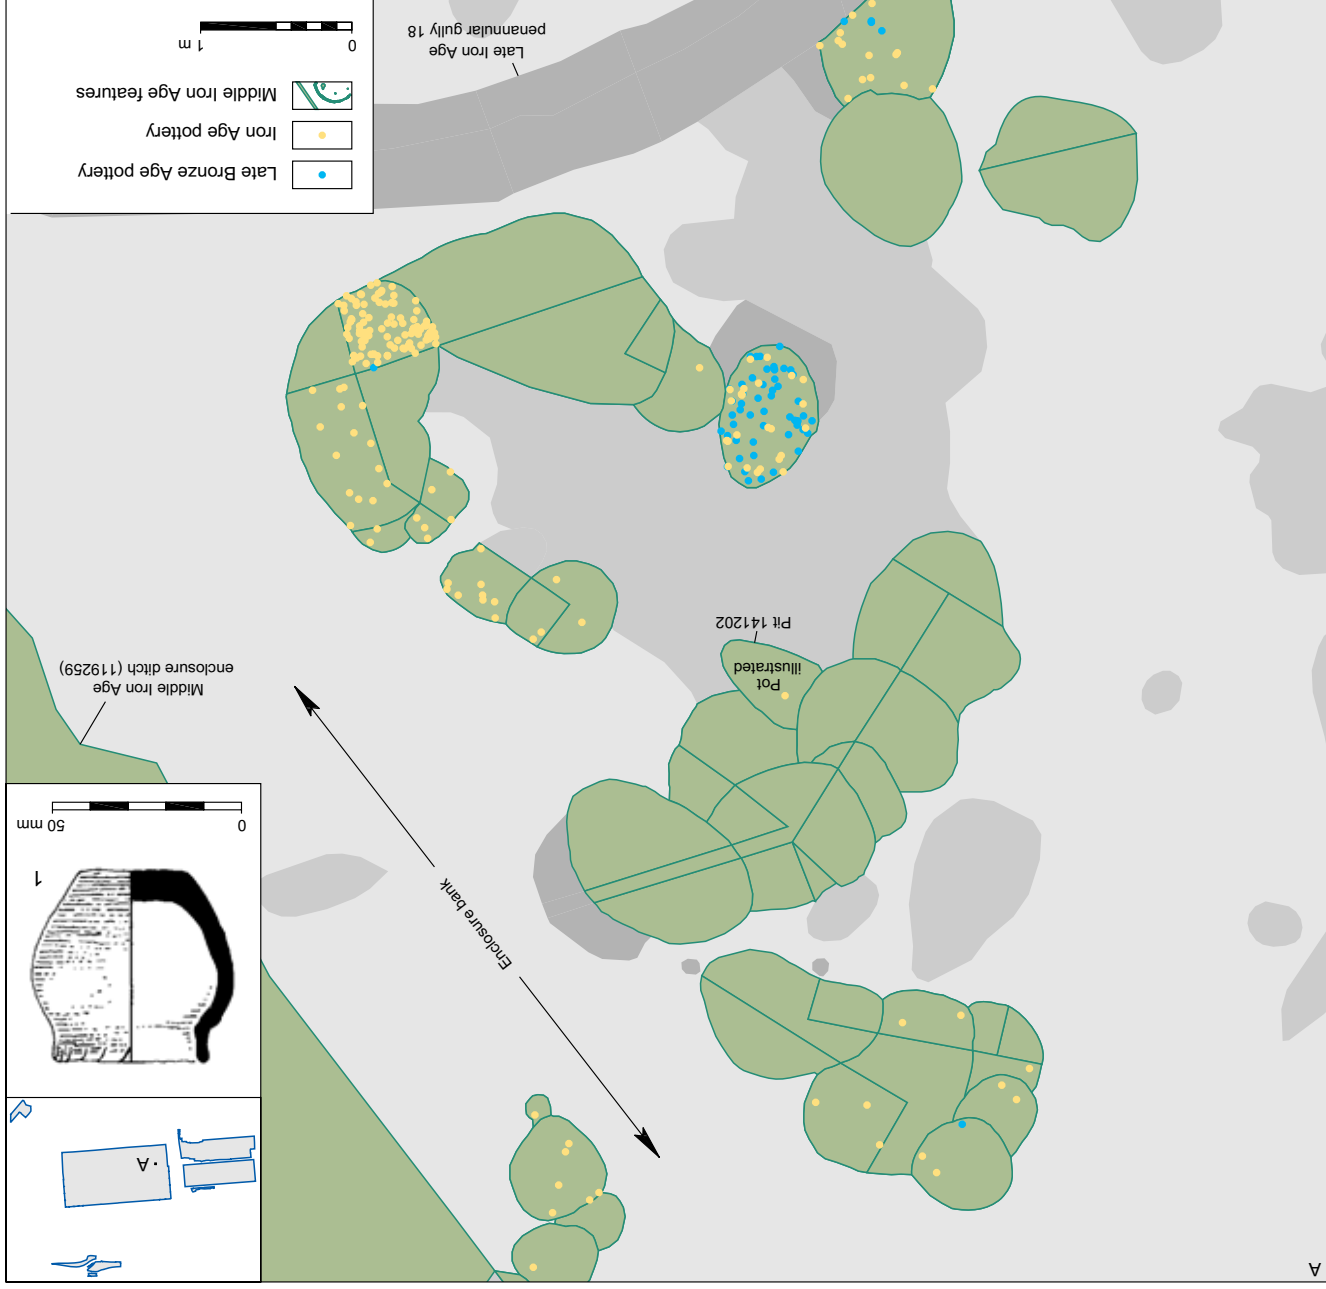 A
A
Enclosure bank
1
0
50 mm
Middle Iron Age
enclosure ditch (119259)
Pot
illustrated
Pit 141202
Late Bronze Age pottery
Iron Age pottery
Middle Iron Age features
0
1 m
Late Iron Age
penannular gully 18